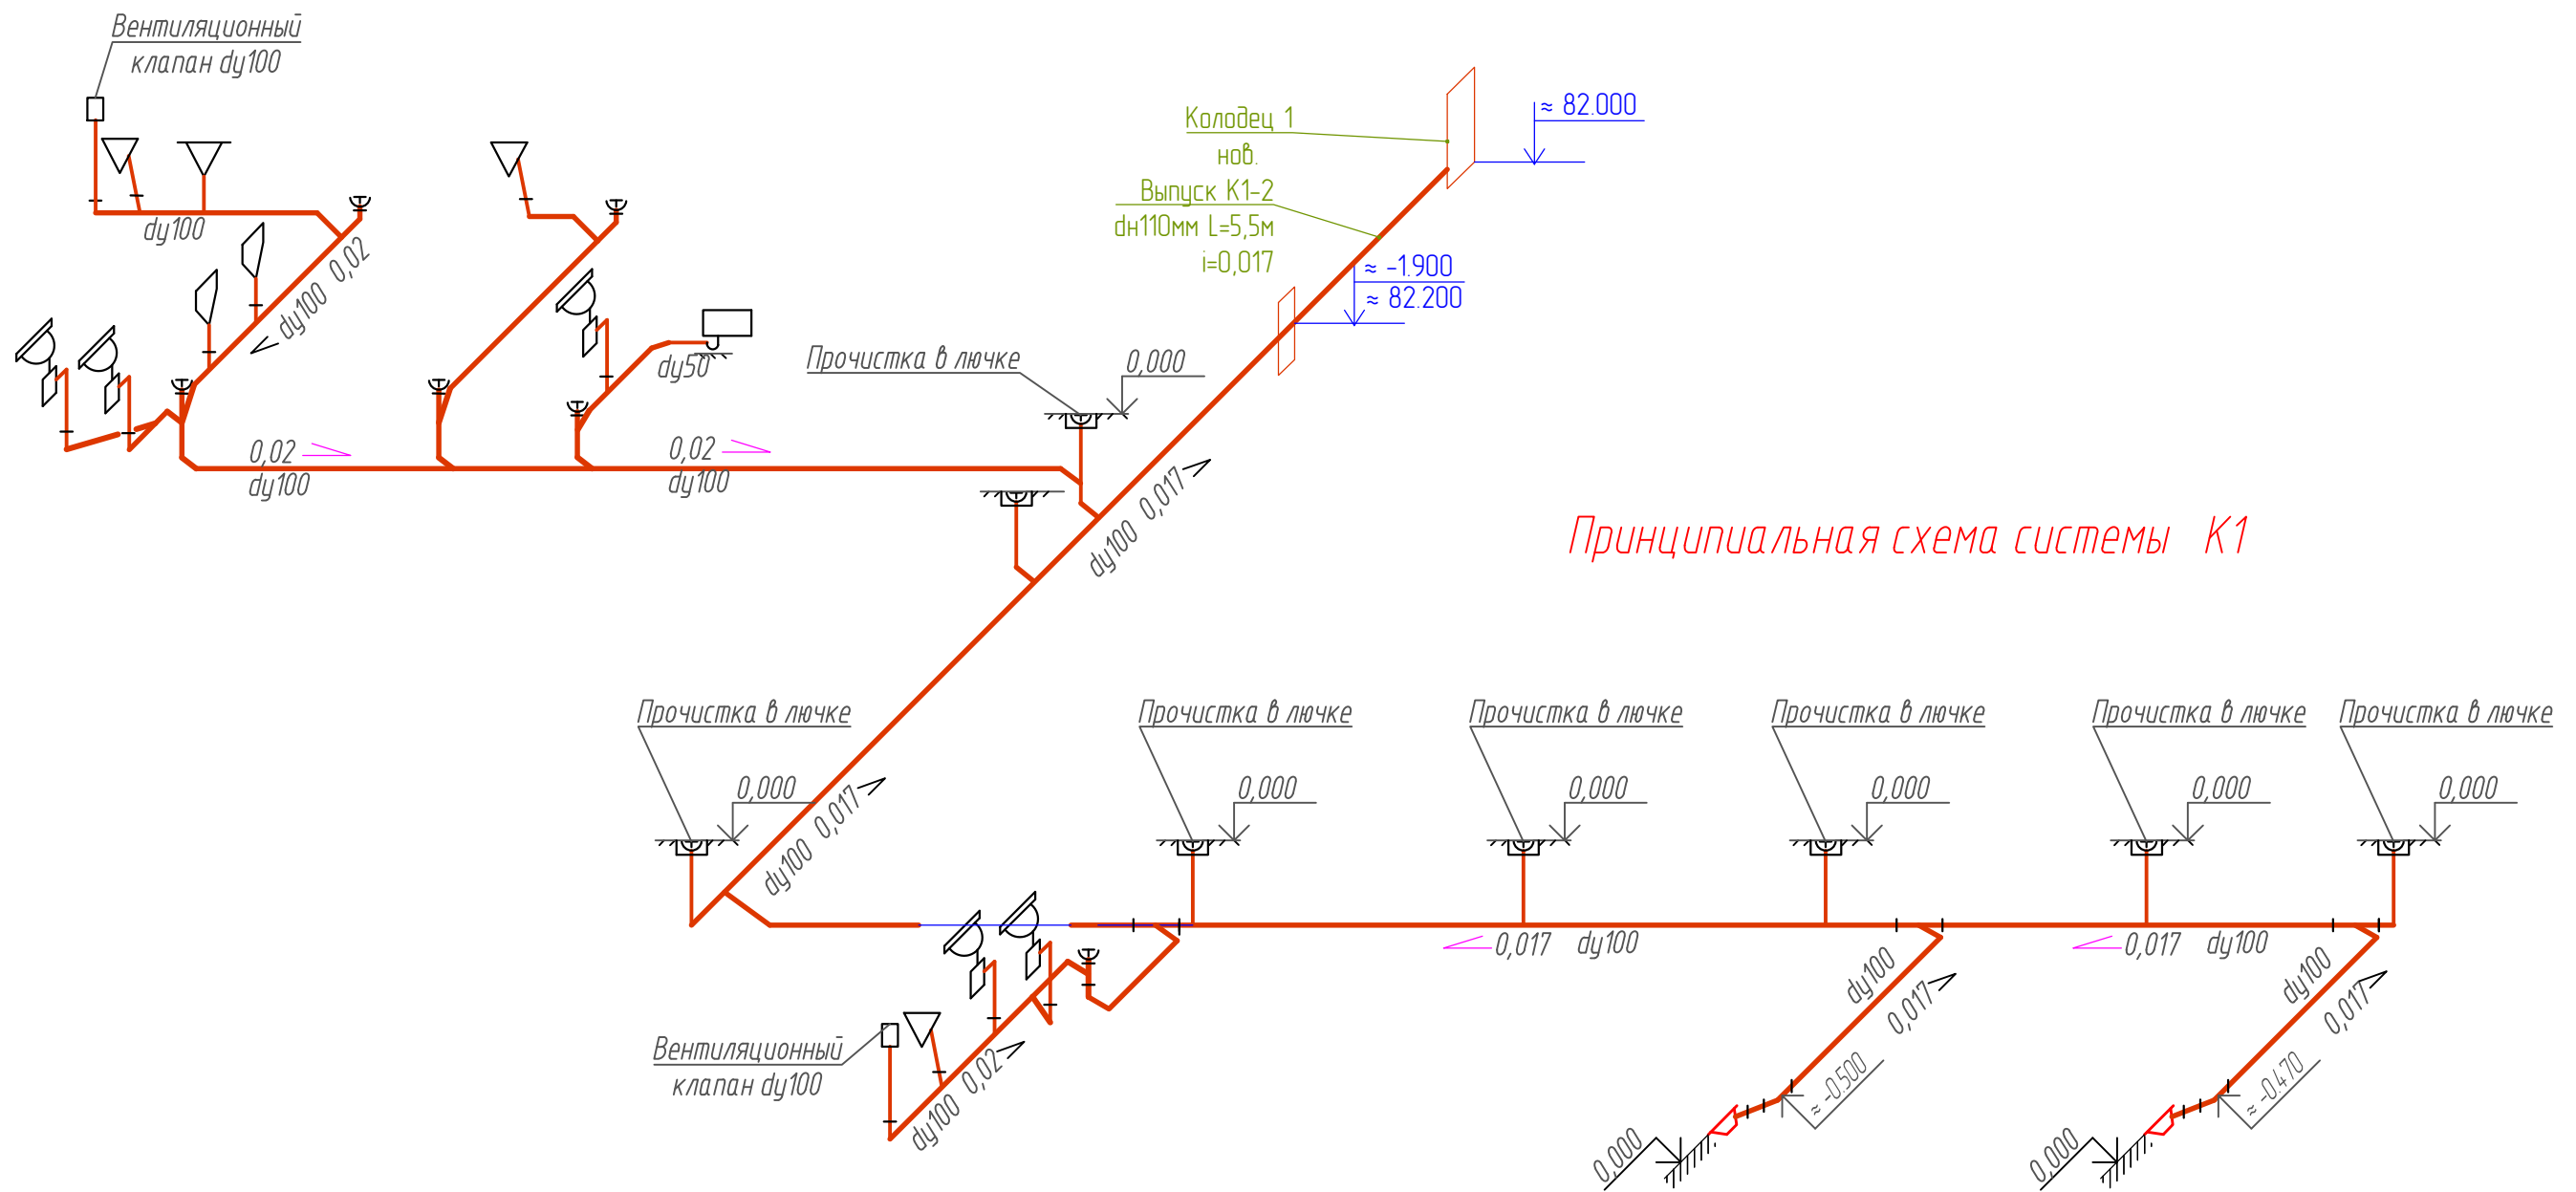 Вентиляционный
клапан dy100
dy100
dy100 0,02
0,02
dy100
0,02
dy100
dy50
Колодец 1
нов.
Выпуск К1-2
dн110мм L=5,5м
i=0,017
≈ 82.000
≈ -1.900
≈ 82.200
Прочистка в лючке
0,000
dy100 0,017
Принципиальная схема системы К1
Прочистка в лючке
0,000
dy100 0,017
Прочистка в лючке
0,000
Прочистка в лючке
0,000
Прочистка в лючке
0,000
Прочистка в лючке
0,000
Прочистка в лючке
0,000
0,017 dy100
0,017 dy100
Вентиляционный
клапан dy100
dy100 0,02
dy100
0,017
≈ -0.500
0,000
dy100
0,017
≈ -0.470
0,000